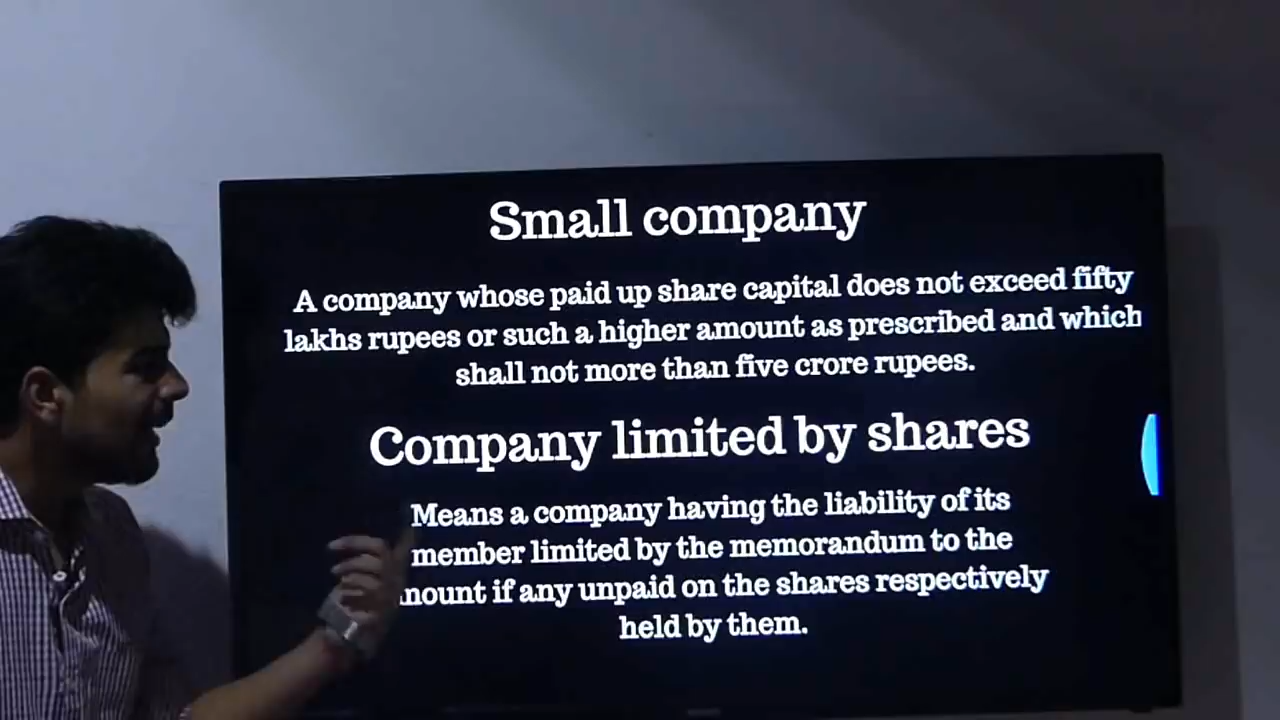 Small company
A company whose paid up share capital does not exceed fifty
lakhs rupees or such a higher amount as prescribed and which
shall not more than five crore rupees.
Company limited by shares
Means a company having the liability of its
member limited by the memorandum to the
if any unpaid on the shares respectively
held by them.